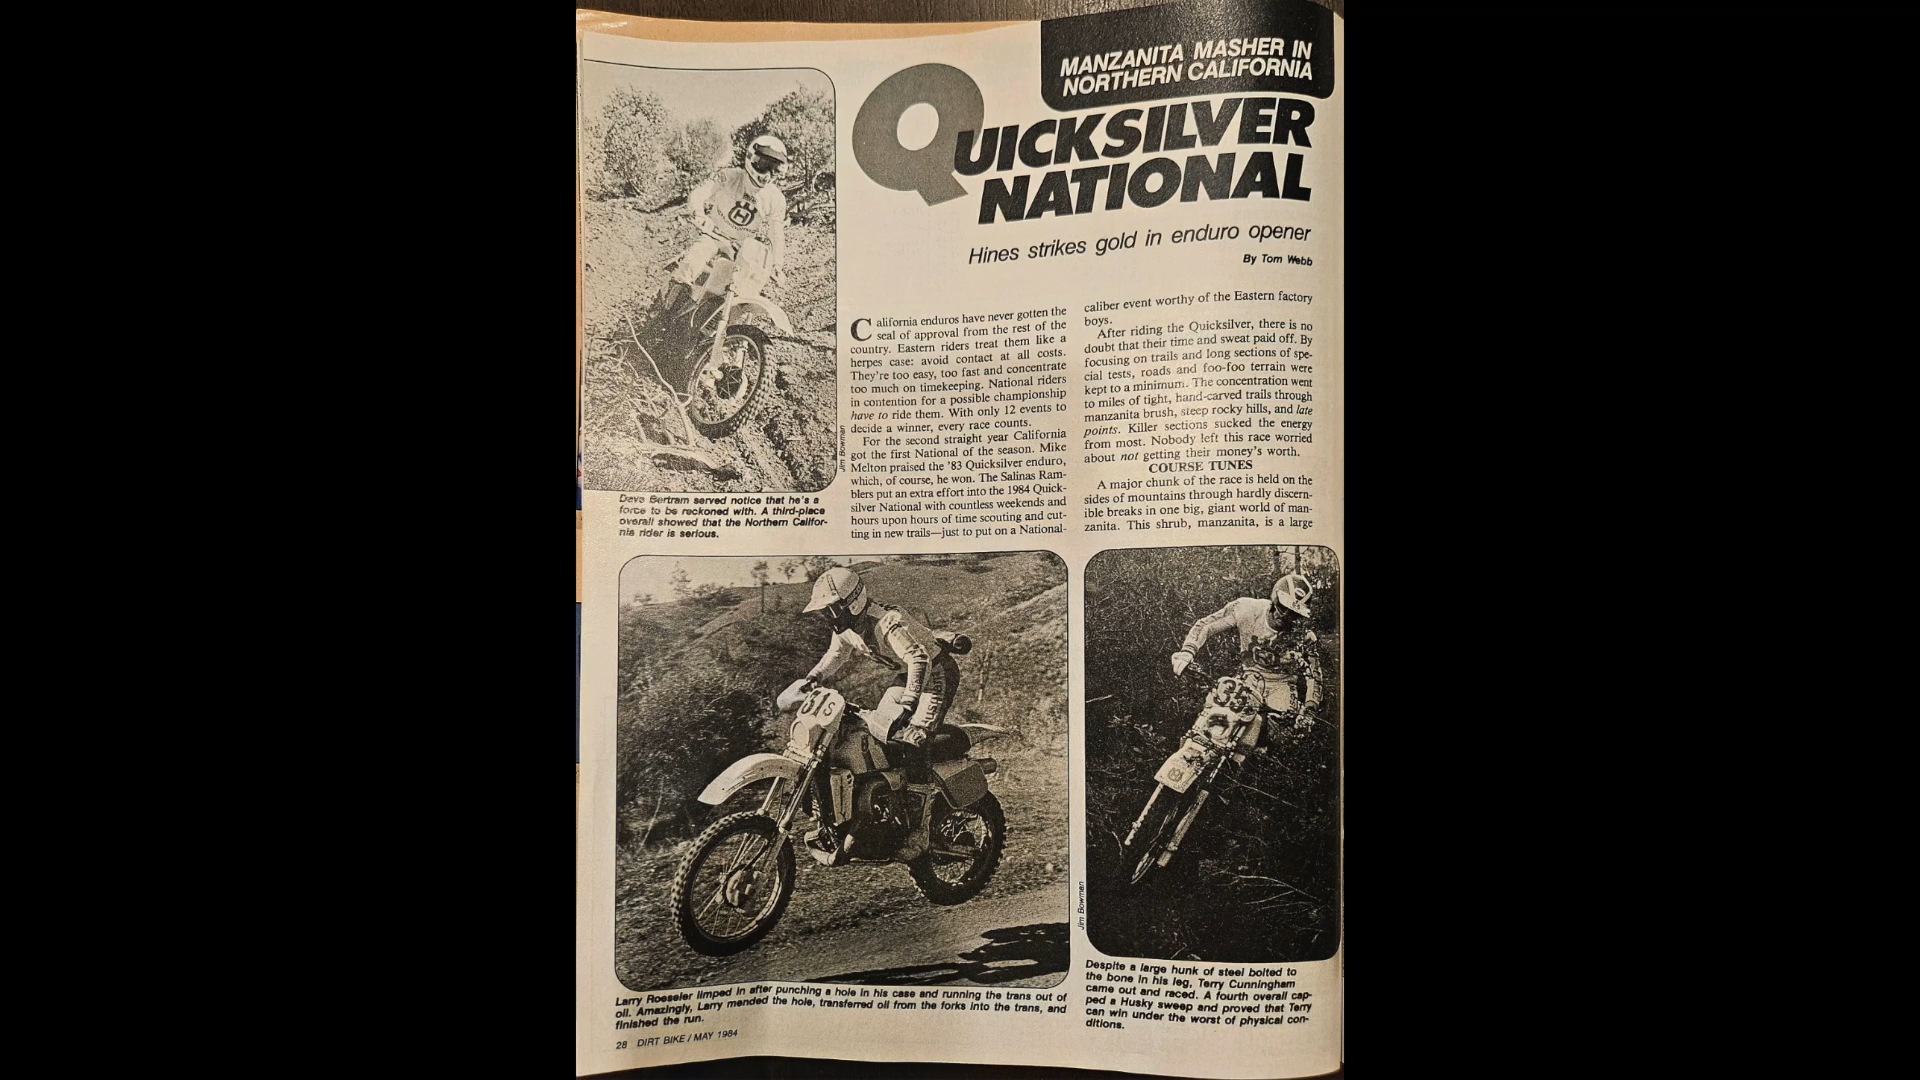 MANZANITA MASHER IN
NORTHERN CALIFORNIA
QUICKSILVER
NATIONAL
Hines strikes gold in enduro opener
By Tom Webb
California enduros have never gotten the
seal of approval from the rest of the
country. Eastern riders treat them like a
herpes case: avoid contact at all costs.
They're too easy, too fast and concentrate
too much on timekeeping. National riders
in contention for a possible championship
have to ride them. With only 12 events to
decide a winner, every race counts.
For the second straight year California
got the first National of the season. Mike
Melton praised the '83 Quicksilver enduro,
which, of course, he won. The Salinas Ram-
blers put an extra effort into the 1984 Quick-
silver National with countless weekends and
hours upon hours of time scouting and cut-
ting in new trails—just to put on a National-
caliber event worthy of the Eastern factory
boys.
After riding the Quicksilver, there is no
doubt that their time and sweat paid off. By
focusing on trails and long sections of spe-
cial tests, roads and foo-foo terrain were
kept to a minimum. The concentration went
to miles of tight, hand-carved trails through
manzanita brush, steep rocky hills, and late
points. Killer sections sucked the energy
from most. Nobody left this race worried
about not getting their money's worth.
COURSE TUNES
A major chunk of the race is held on the
sides of mountains through hardly discern-
ible breaks in one big, giant world of man-
zanita. This shrub, manzanita, is a large
Jim Bowman
Dave Bertram served notice that he's a
force to be reckoned with. A third-place
overall showed that the Northern Califor-
nia rider is serious.
31s
35
Jim Bowman
Larry Roeseler limped in after punching a hole in his case and running the trans out of
oil. Amazingly, Larry mended the hole, transferred oil from the forks into the trans, and
finished the run.
Despite a large hunk of steel bolted to
the bone in his leg, Terry Cunningham
came out and raced. A fourth overall cap-
ped a Husky sweep and proved that Terry
can win under the worst of physical con-
ditions.
28 DIRT BIKE / MAY 1984